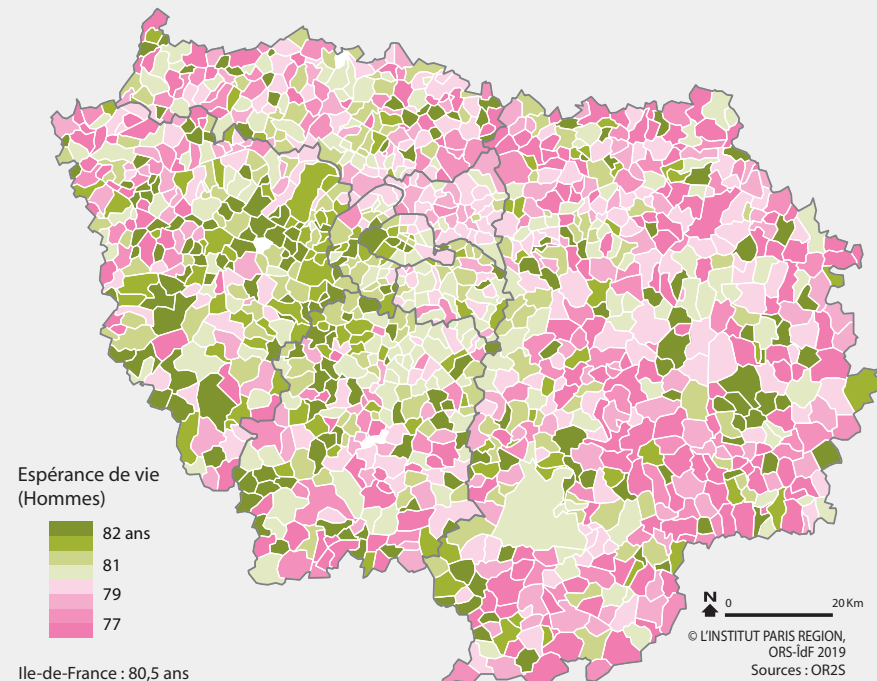 Espérance de vie
(Hommes)
82 ans
81
79
77
Ile-de-France : 80,5 ans
N
0 20 Km
© L'INSTITUT PARIS REGION,
ORS-ÎdF 2019
Sources : OR2S